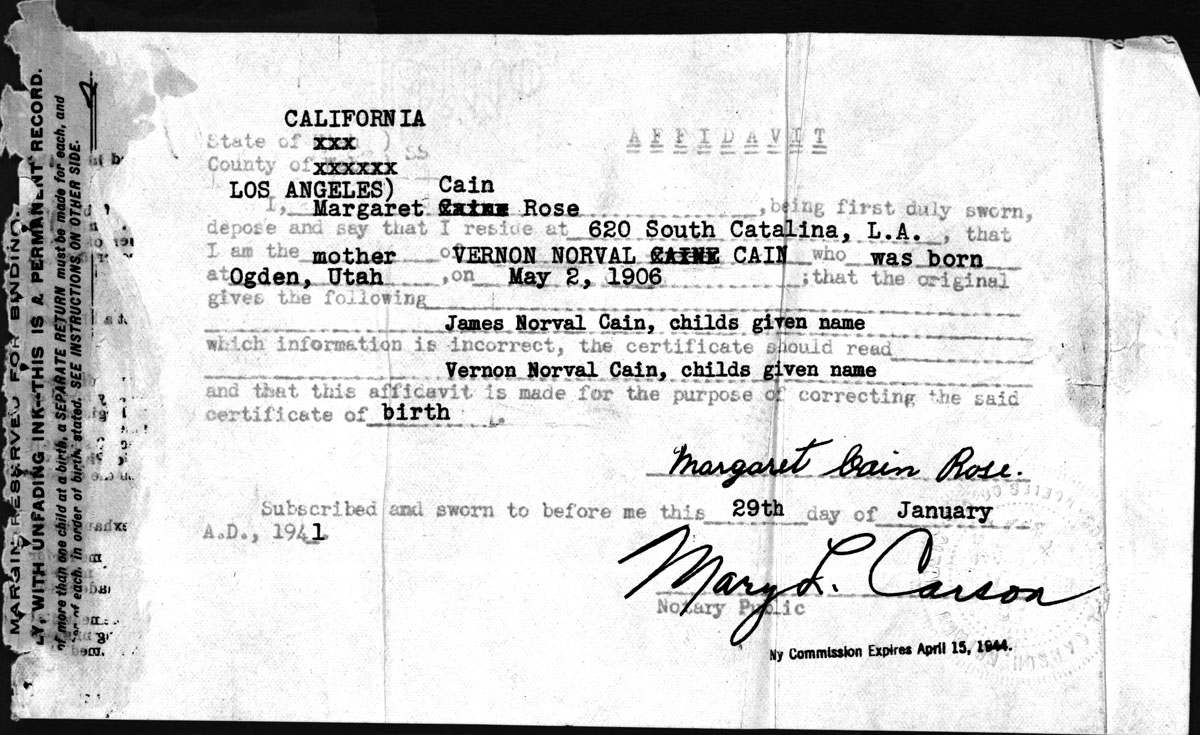 MARGIN RESERVED FOR BINDING.
LY, WITH UNFADING INK--THIS IS A PERMANENT RECORD.
of more than one child at a birth, a SEPARATE RETURN must be made for each, and
of each, in order of birth stated. SEE INSTRUCTIONS ON OTHER SIDE.
CALIFORNIA
State of xxx ) AFFIDAVIT
County of xxxxxx ss
LOS ANGELES) Cain
I, Margaret Rose, being first duly sworn,
depose and say that I reside at 620 South Catalina, L.A., that
I am the mother of VERNON NORVAL CAIN who was born
at Ogden, Utah, on May 2, 1906; that the original
gives the following
James Norval Cain, childs given name
which information is incorrect, the certificate should read
Vernon Norval Cain, childs given name
and that this affidavit is made for the purpose of correcting the said
certificate of birth.
Margaret Cain Rose.
Subscribed and sworn to before me this 29th day of January
A.D., 1941.
Mary L. Carson
Notary Public
My Commission Expires April 15, 1944.